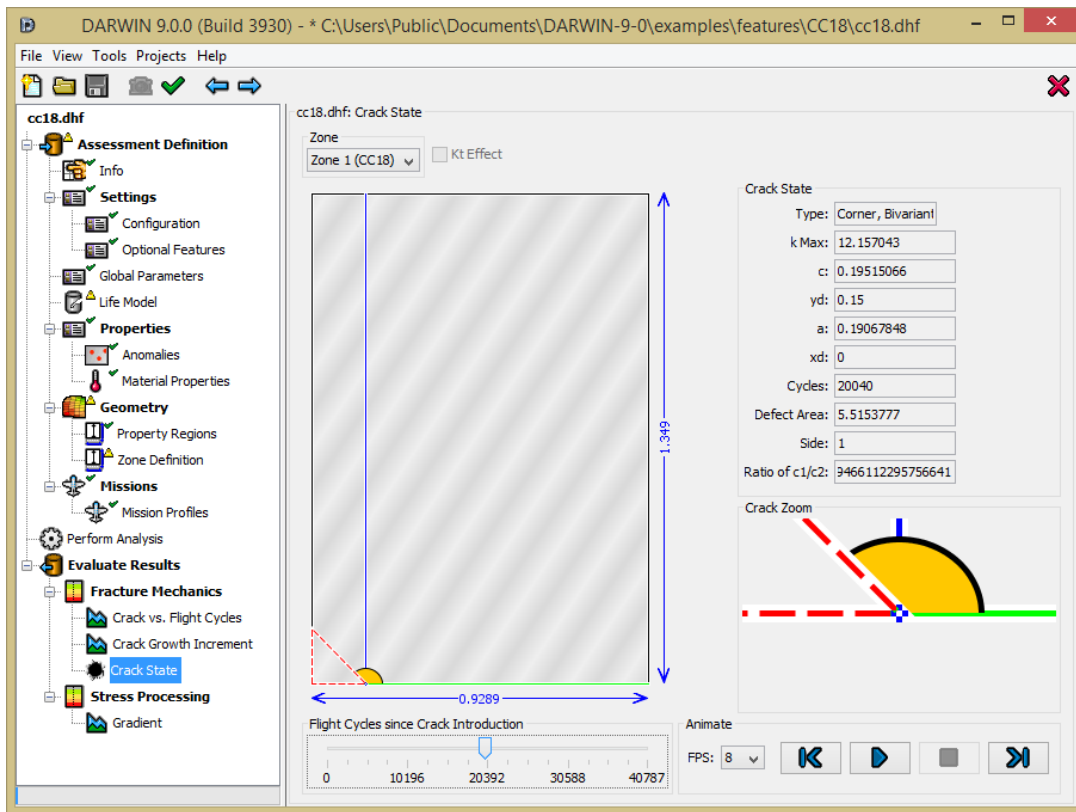 DARWIN 9.0.0 (Build 3930) - * C:\Users\Public\Documents\DARWIN-9-0\examples\features\CC18\cc18.dhf
File View Tools Projects Help
cc18.dhf
Assessment Definition
Info
Settings
Configuration
Optional Features
Global Parameters
Life Model
Properties
Anomalies
Material Properties
Geometry
Property Regions
Zone Definition
Missions
Mission Profiles
Perform Analysis
Evaluate Results
Fracture Mechanics
Crack vs. Flight Cycles
Crack Growth Increment
Crack State
Stress Processing
Gradient
cc18.dhf: Crack State
Zone
Zone 1 (CC18)
Kt Effect
1.349
0.9289
Crack State
Type: Corner, Bivariant
k Max: 12.157043
c: 0.19515066
yd: 0.15
a: 0.19067848
xd: 0
Cycles: 20040
Defect Area: 5.5153777
Side: 1
Ratio of c1/c2: 9466112295756641
Crack Zoom
Flight Cycles since Crack Introduction
0 10196 20392 30588 40787
Animate
FPS: 8